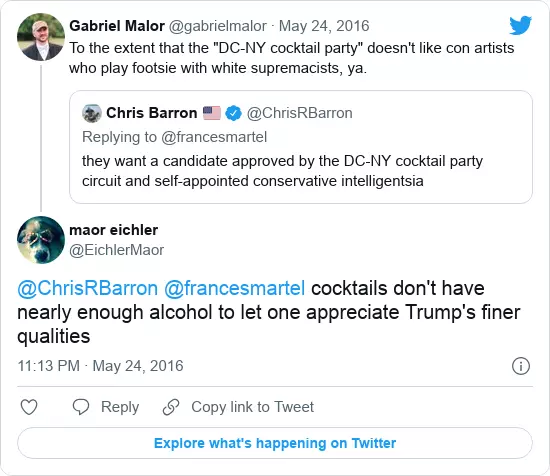 Gabriel Malor @gabrielmalor · May 24, 2016
To the extent that the "DC-NY cocktail party" doesn't like con artists
who play footsie with white supremacists, ya.
Chris Barron 🇺🇸 @ChrisRBarron
Replying to @francesmartel
they want a candidate approved by the DC-NY cocktail party
circuit and self-appointed conservative intelligentsia
maor eichler
@EichlerMaor
@ChrisRBarron @francesmartel cocktails don't have
nearly enough alcohol to let one appreciate Trump's finer
qualities
11:13 PM · May 24, 2016
Reply
Copy link to Tweet
Explore what's happening on Twitter